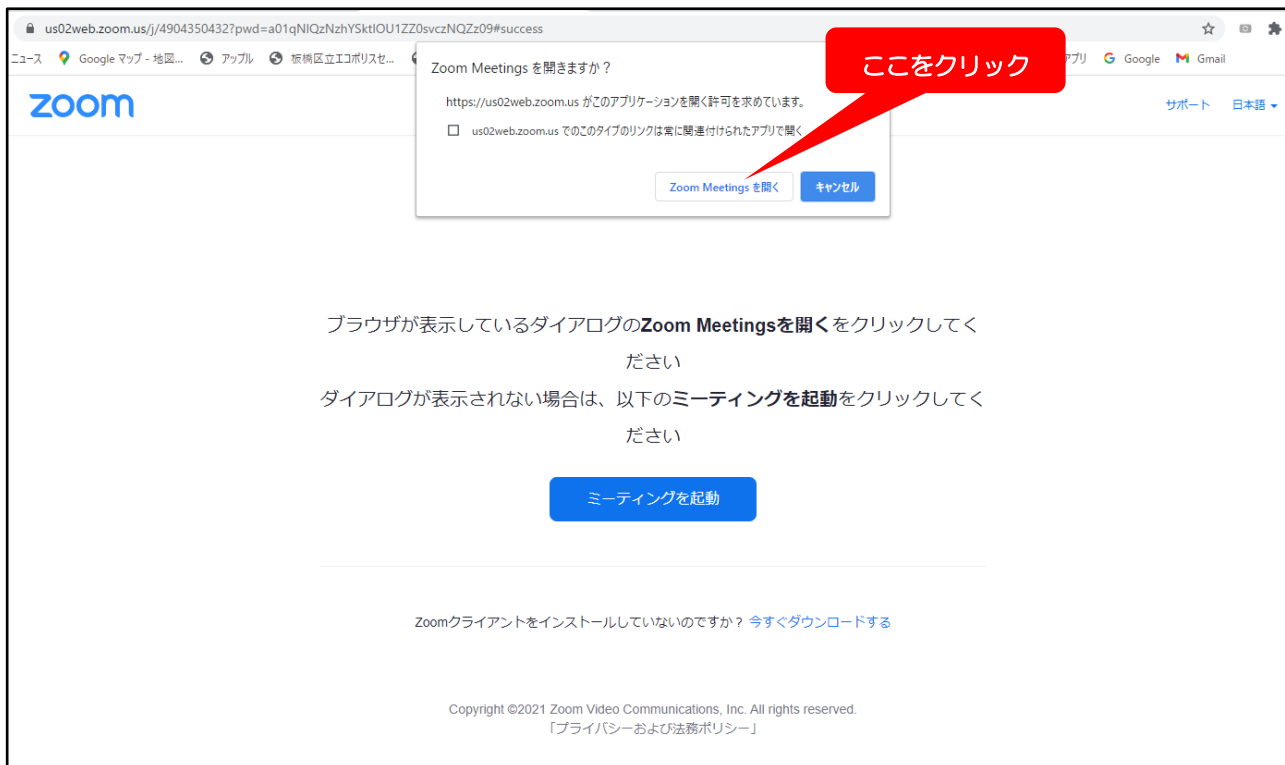 us02web.zoom.us/j/4904350432?pwd=a01qNlQzNzhYSktlOU1ZZ0svczNQZz09#success
ニュース Google マップ - 地図... アップル 板橋区立エコポリスセ... アプリ Google Gmail
Zoom Meetings を開きますか？
ここをクリック
https://us02web.zoom.us がこのアプリケーションを開く許可を求めています。
us02web.zoom.us でのこのタイプのリンクは常に関連付けられたアプリで開く
Zoom Meetings を開く キャンセル
zoom サポート 日本語
ブラウザが表示しているダイアログのZoom Meetingsを開くをクリックしてく
ださい
ダイアログが表示されない場合は、以下のミーティングを起動をクリックしてく
ださい
ミーティングを起動
Zoomクライアントをインストールしていないのですか？ 今すぐダウンロードする
Copyright ©2021 Zoom Video Communications, Inc. All rights reserved.
「プライバシーおよび法務ポリシー」